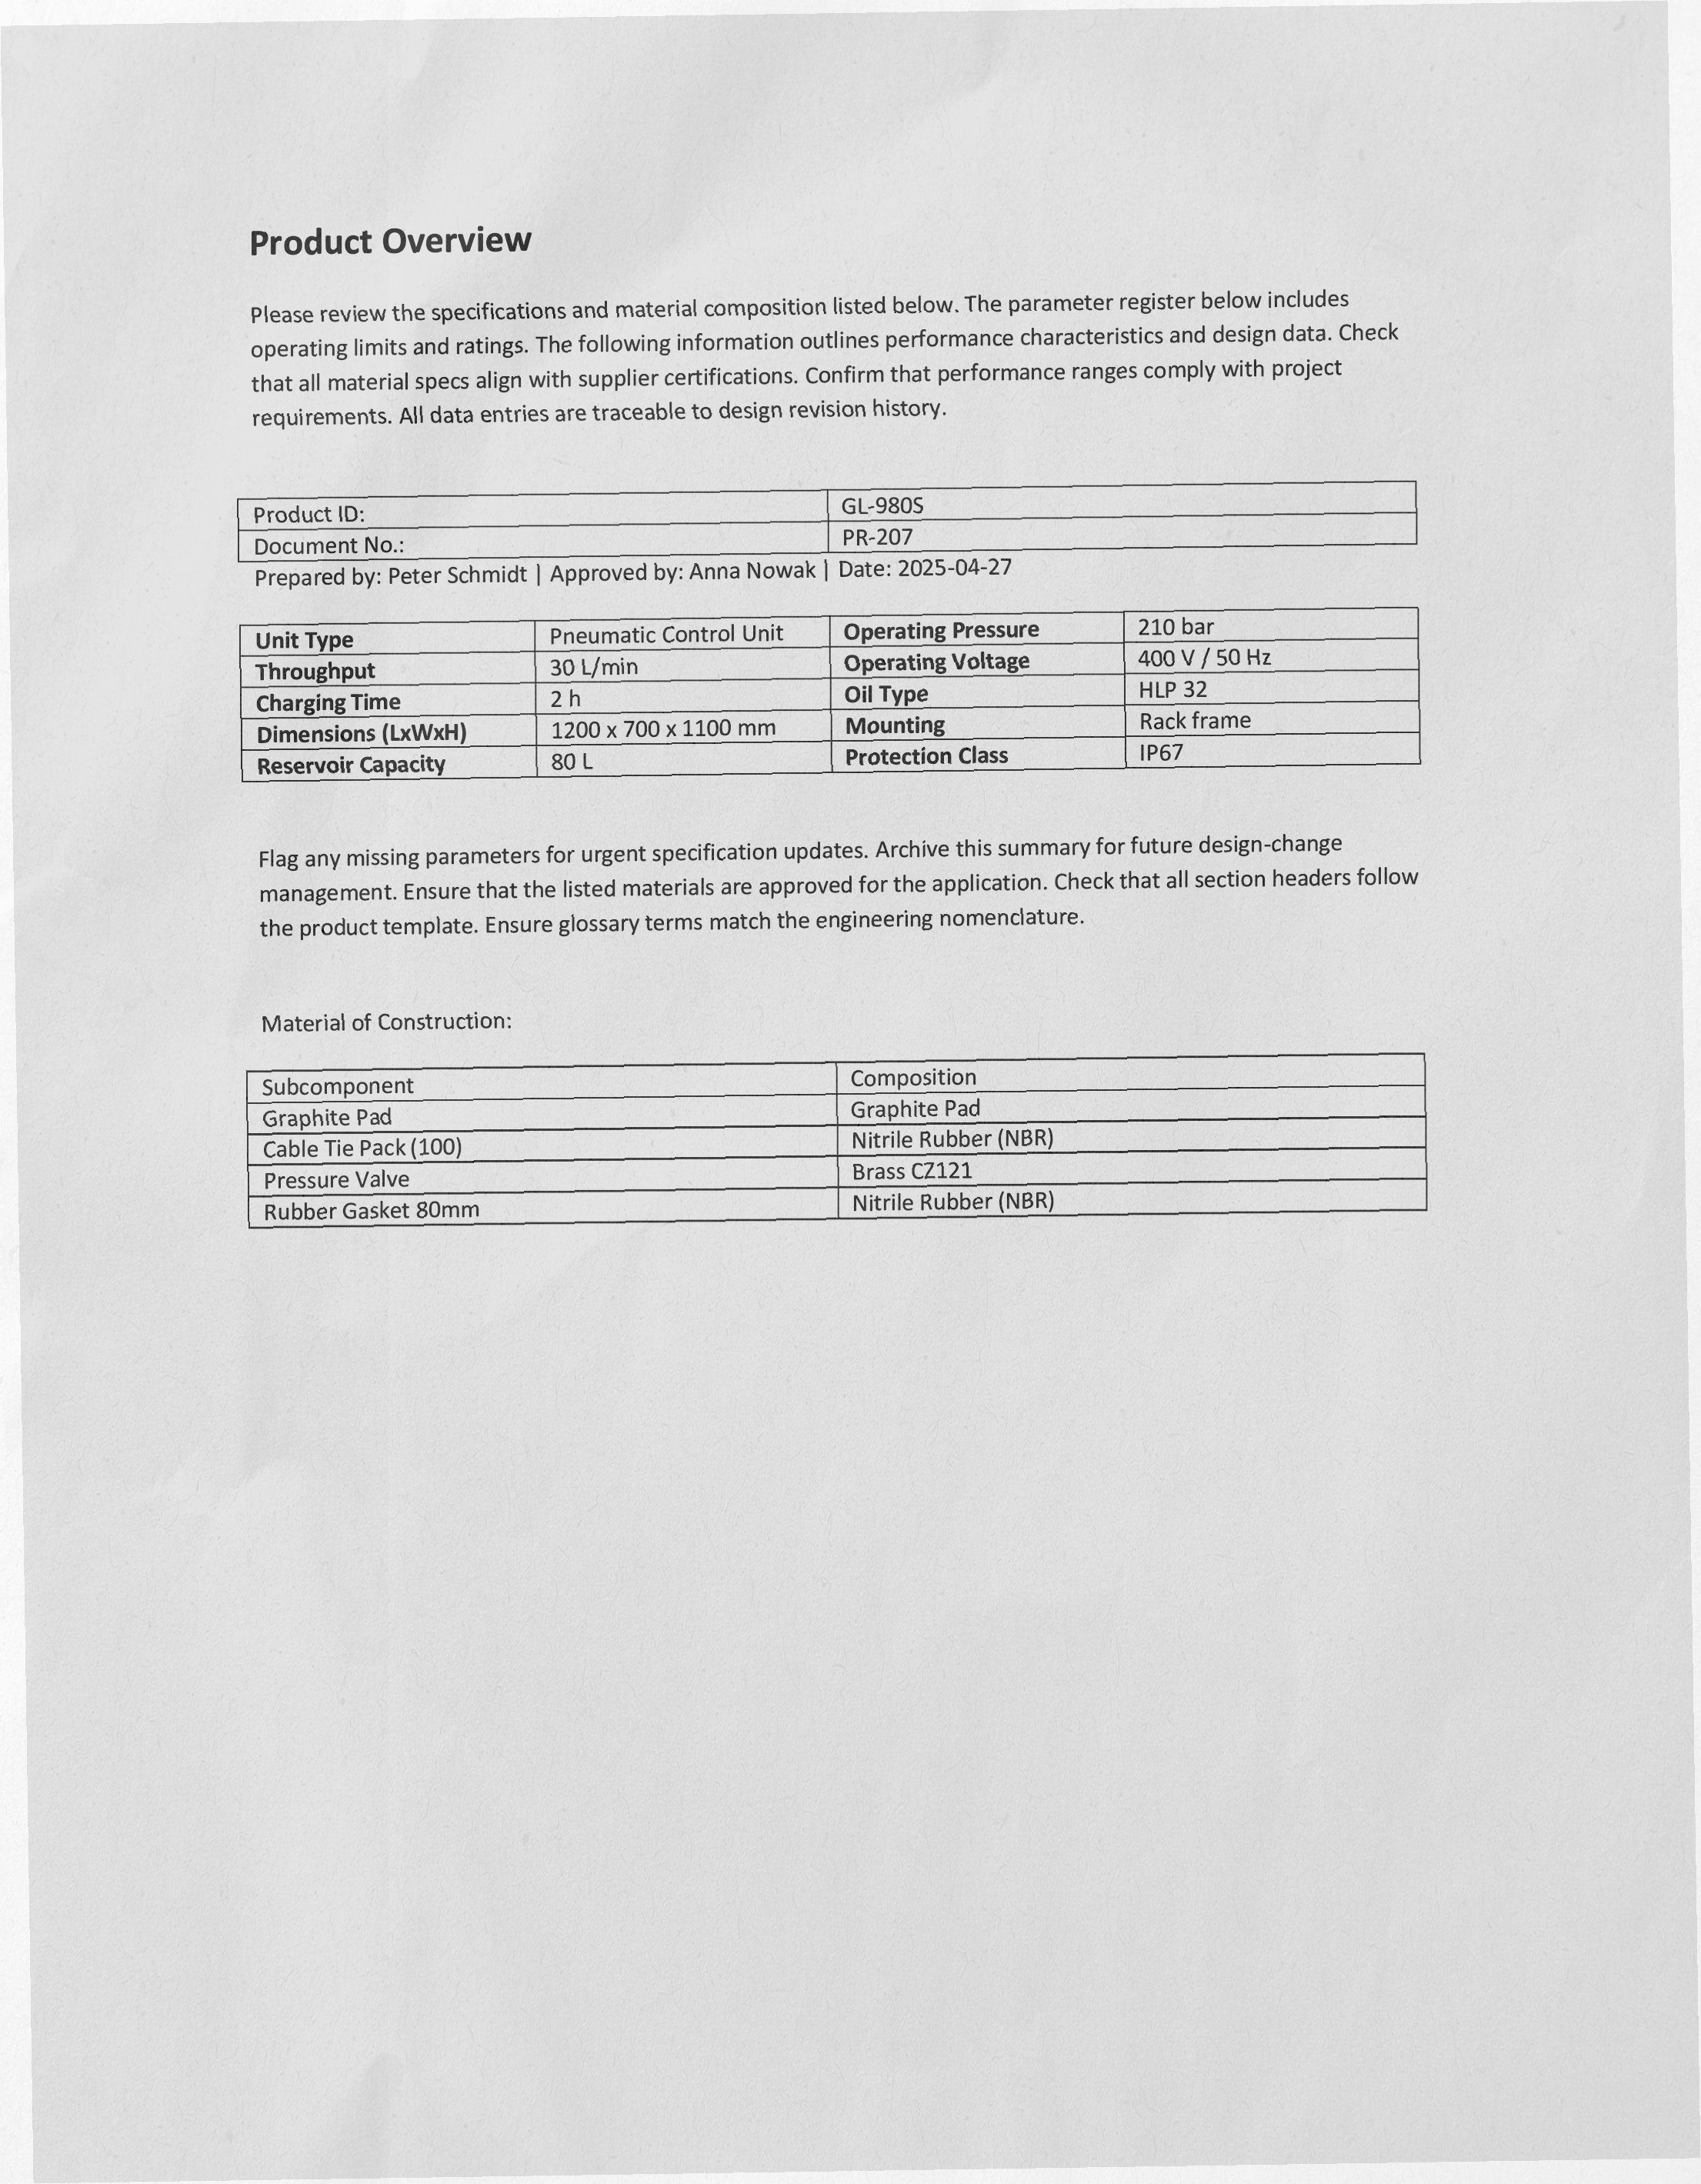 Product Overview
Please review the specifications and material composition listed below. The parameter register below includes
operating limits and ratings. The following information outlines performance characteristics and design data. Check
that all material specs align with supplier certifications. Confirm that performance ranges comply with project
requirements. All data entries are traceable to design revision history.
Product ID: GL-980S
Document No.: PR-207
Prepared by: Peter Schmidt | Approved by: Anna Nowak | Date: 2025-04-27
Unit Type Pneumatic Control Unit Operating Pressure 210 bar
Throughput 30 L/min Operating Voltage 400 V / 50 Hz
Charging Time 2 h Oil Type HLP 32
Dimensions (LxWxH) 1200 x 700 x 1100 mm Mounting Rack frame
Reservoir Capacity 80 L Protection Class IP67
Flag any missing parameters for urgent specification updates. Archive this summary for future design-change
management. Ensure that the listed materials are approved for the application. Check that all section headers follow
the product template. Ensure glossary terms match the engineering nomenclature.
Material of Construction:
Subcomponent Composition
Graphite Pad Graphite Pad
Cable Tie Pack (100) Nitrile Rubber (NBR)
Pressure Valve Brass CZ121
Rubber Gasket 80mm Nitrile Rubber (NBR)